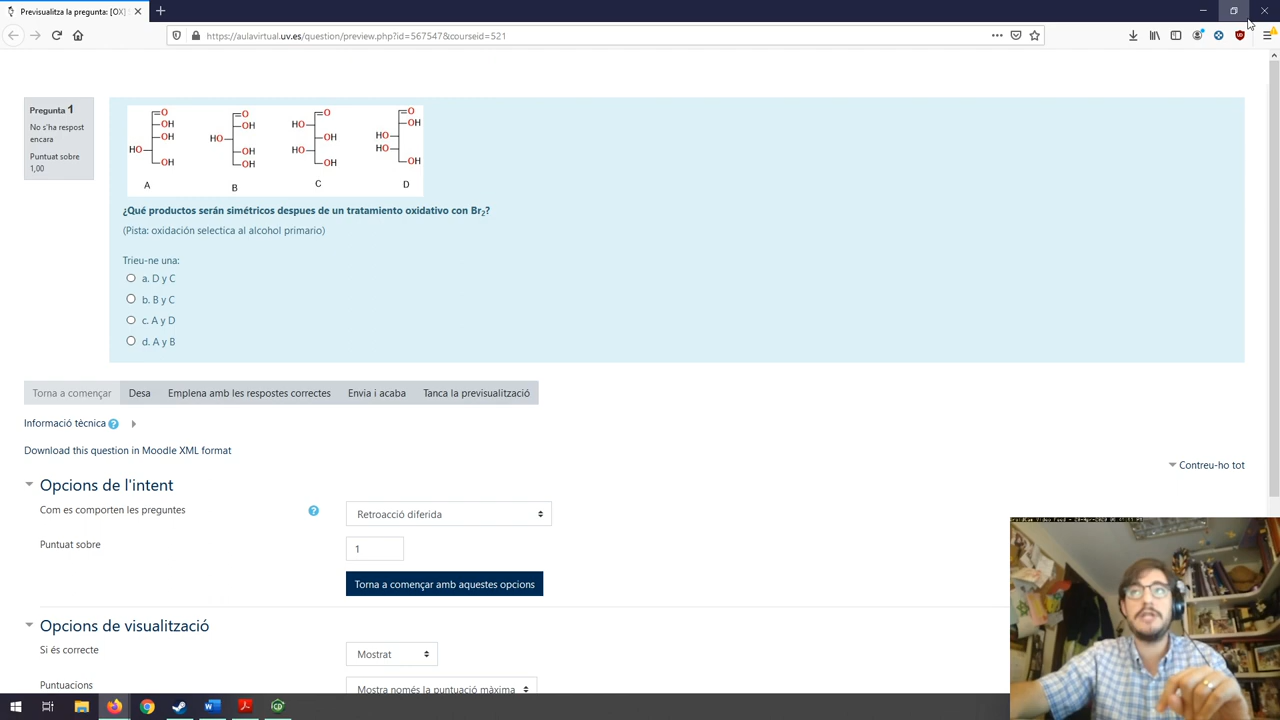 Previsualitza la pregunta: [OX]
https://aulavirtual.uv.es/question/preview.php?id=567547&courseid=521
Pregunta 1
No s'ha respost
encara
Puntuat sobre
1,00
O O O O
OH OH HO OH
OH HO OH HO
HO OH HO HO
OH OH OH OH
A B C D
¿Qué productos serán simétricos despues de un tratamiento oxidativo con Br2?
(Pista: oxidación selectica al alcohol primario)
Trieu-ne una:
a. D y C
b. B y C
c. A y D
d. A y B
Torna a començar Desa Emplena amb les respostes correctes Envia i acaba Tanca la previsualització
Informació tècnica
Download this question in Moodle XML format
Contreu-ho tot
Opcions de l'intent
Com es comporten les preguntes
Retroacció diferida
Puntuat sobre
1
Torna a començar amb aquestes opcions
Opcions de visualització
Si és correcte
Mostrat
Puntuacions
Mostra només la puntuació màxima